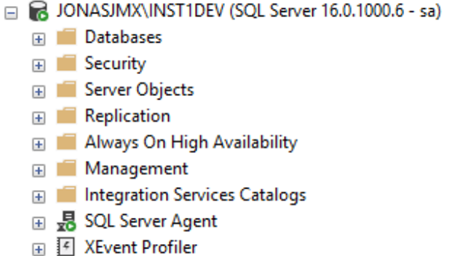 JONASJMX\INST1DEV (SQL Server 16.0.1000.6 - sa)
Databases
Security
Server Objects
Replication
Always On High Availability
Management
Integration Services Catalogs
SQL Server Agent
XEvent Profiler